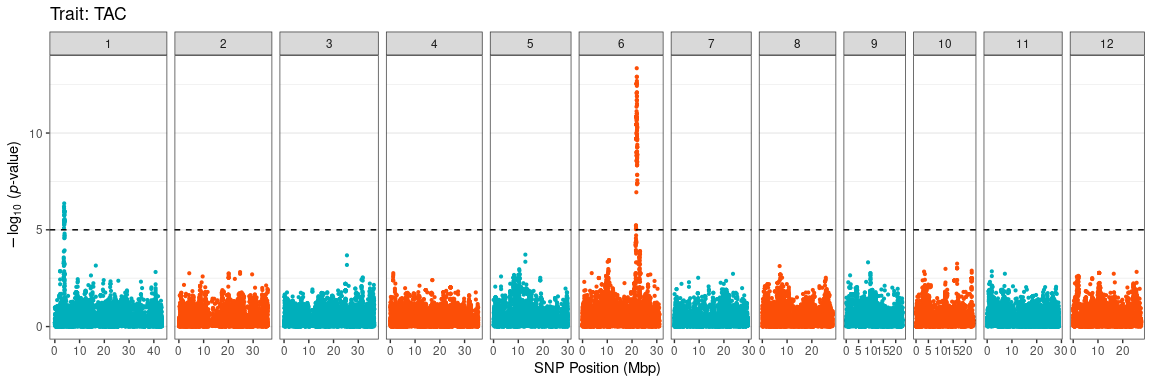 Trait: TAC
1 2 3 4 5 6 7 8 9 10 11 12
− log10 (p-value)
10
5
0
0 10 20 30 40 0 10 20 30 0 10 20 30 0 10 20 30 0 10 20 30 0 10 20 30 0 10 20 30 0 10 20 0 5 10 15 20 0 5 10 15 20 0 10 20 30 0 10 20
SNP Position (Mbp)